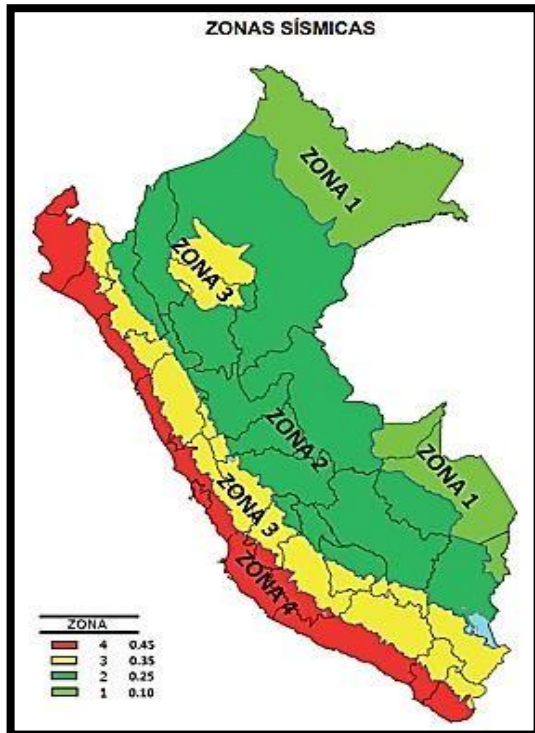 ZONAS SÍSMICAS
ZONA 1
ZONA 3
ZONA 2
ZONA 1
ZONA 3
ZONA 4
ZONA
4 0.45
3 0.35
2 0.25
1 0.10